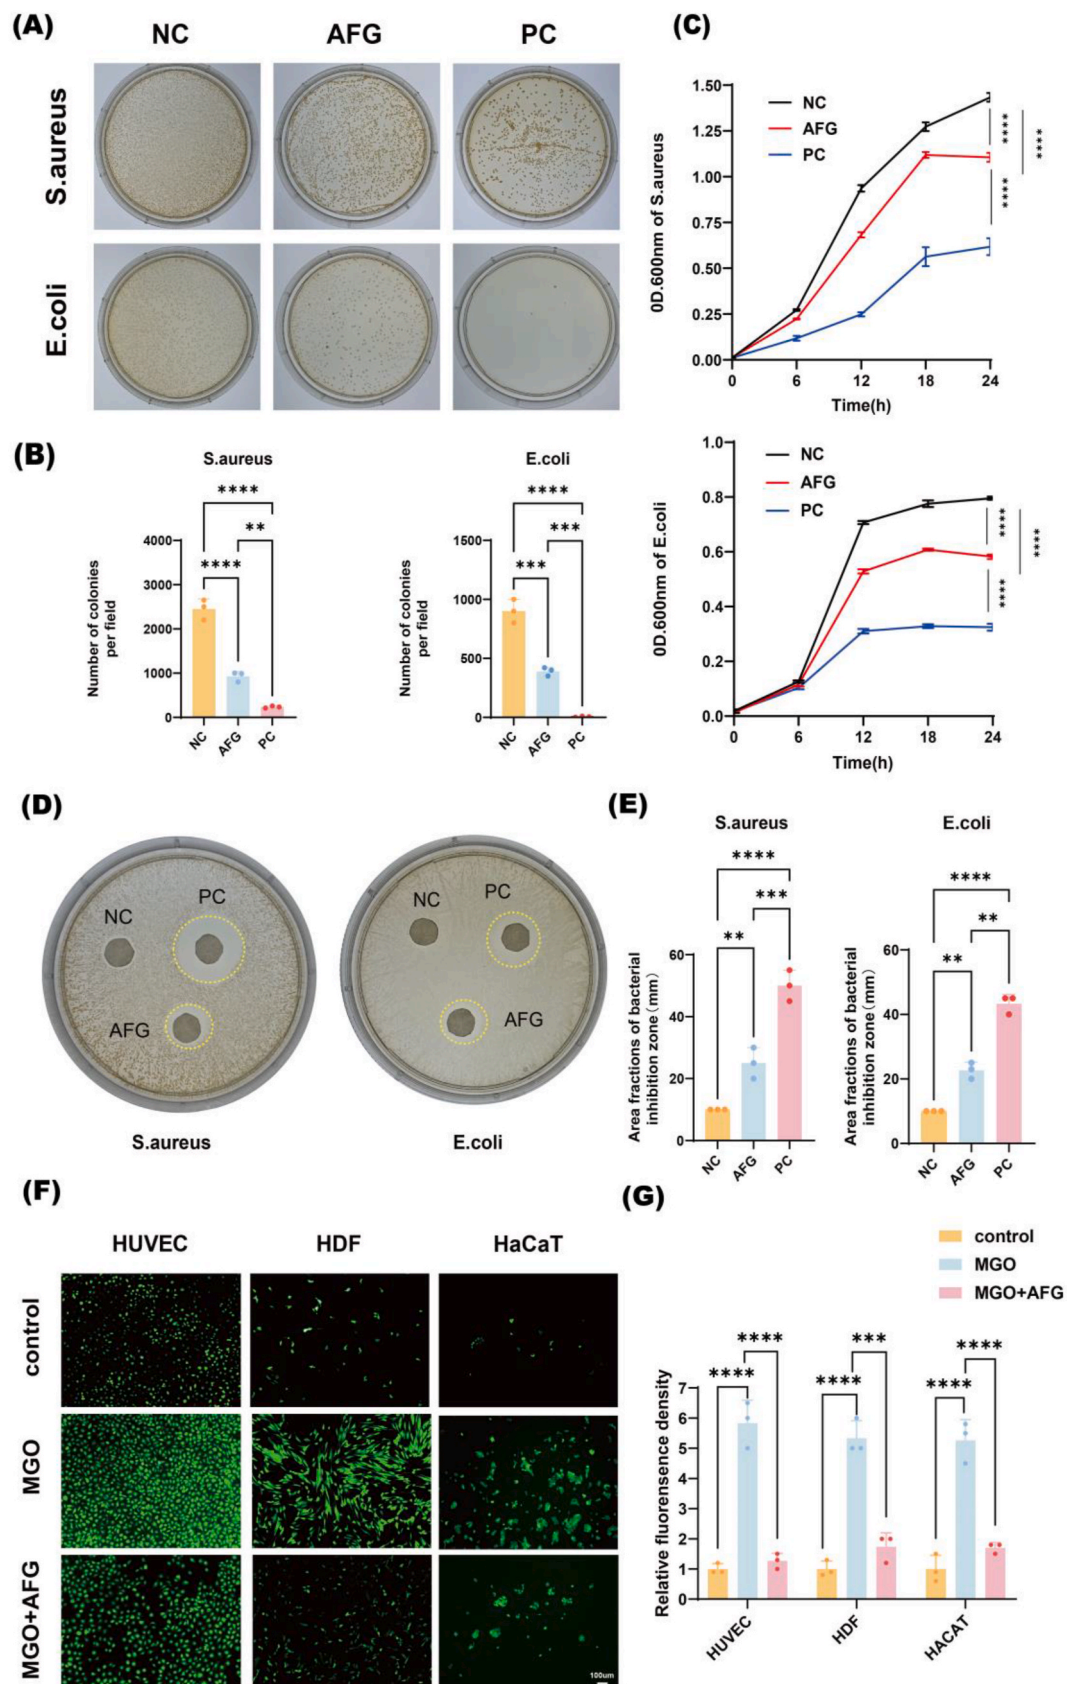 (A)
NC AFG PC
S.aureus
E.coli
(B)
S.aureus
****
**
****
Number of colonies
per field
4000
3000
2000
1000
0
NC AFG PC
E.coli
****
***
***
Number of colonies
per field
1500
1000
500
0
NC AFG PC
(C)
NC
AFG
PC
0D.600nm of S.aureus
1.50
1.25
1.00
0.75
0.50
0.25
0.00
0 6 12 18 24
Time(h)
****
****
****
NC
AFG
PC
0D.600nm of E.coli
1.0
0.8
0.6
0.4
0.2
0.0
0 6 12 18 24
Time(h)
****
****
****
(D)
NC
PC
AFG
S.aureus
NC
PC
AFG
E.coli
(E)
S.aureus
****
***
**
Area fractions of bacterial
inhibition zone(mm)
60
40
20
0
NC AFG PC
E.coli
****
**
**
Area fractions of bacterial
inhibition zone(mm)
60
40
20
0
NC AFG PC
(F)
HUVEC HDF HaCaT
control
MGO
MGO+AFG
100um
(G)
control
MGO
MGO+AFG
Relative fluorensence density
7
6
5
4
3
2
1
0
****
****
***
****
****
****
HUVEC HDF HACAT